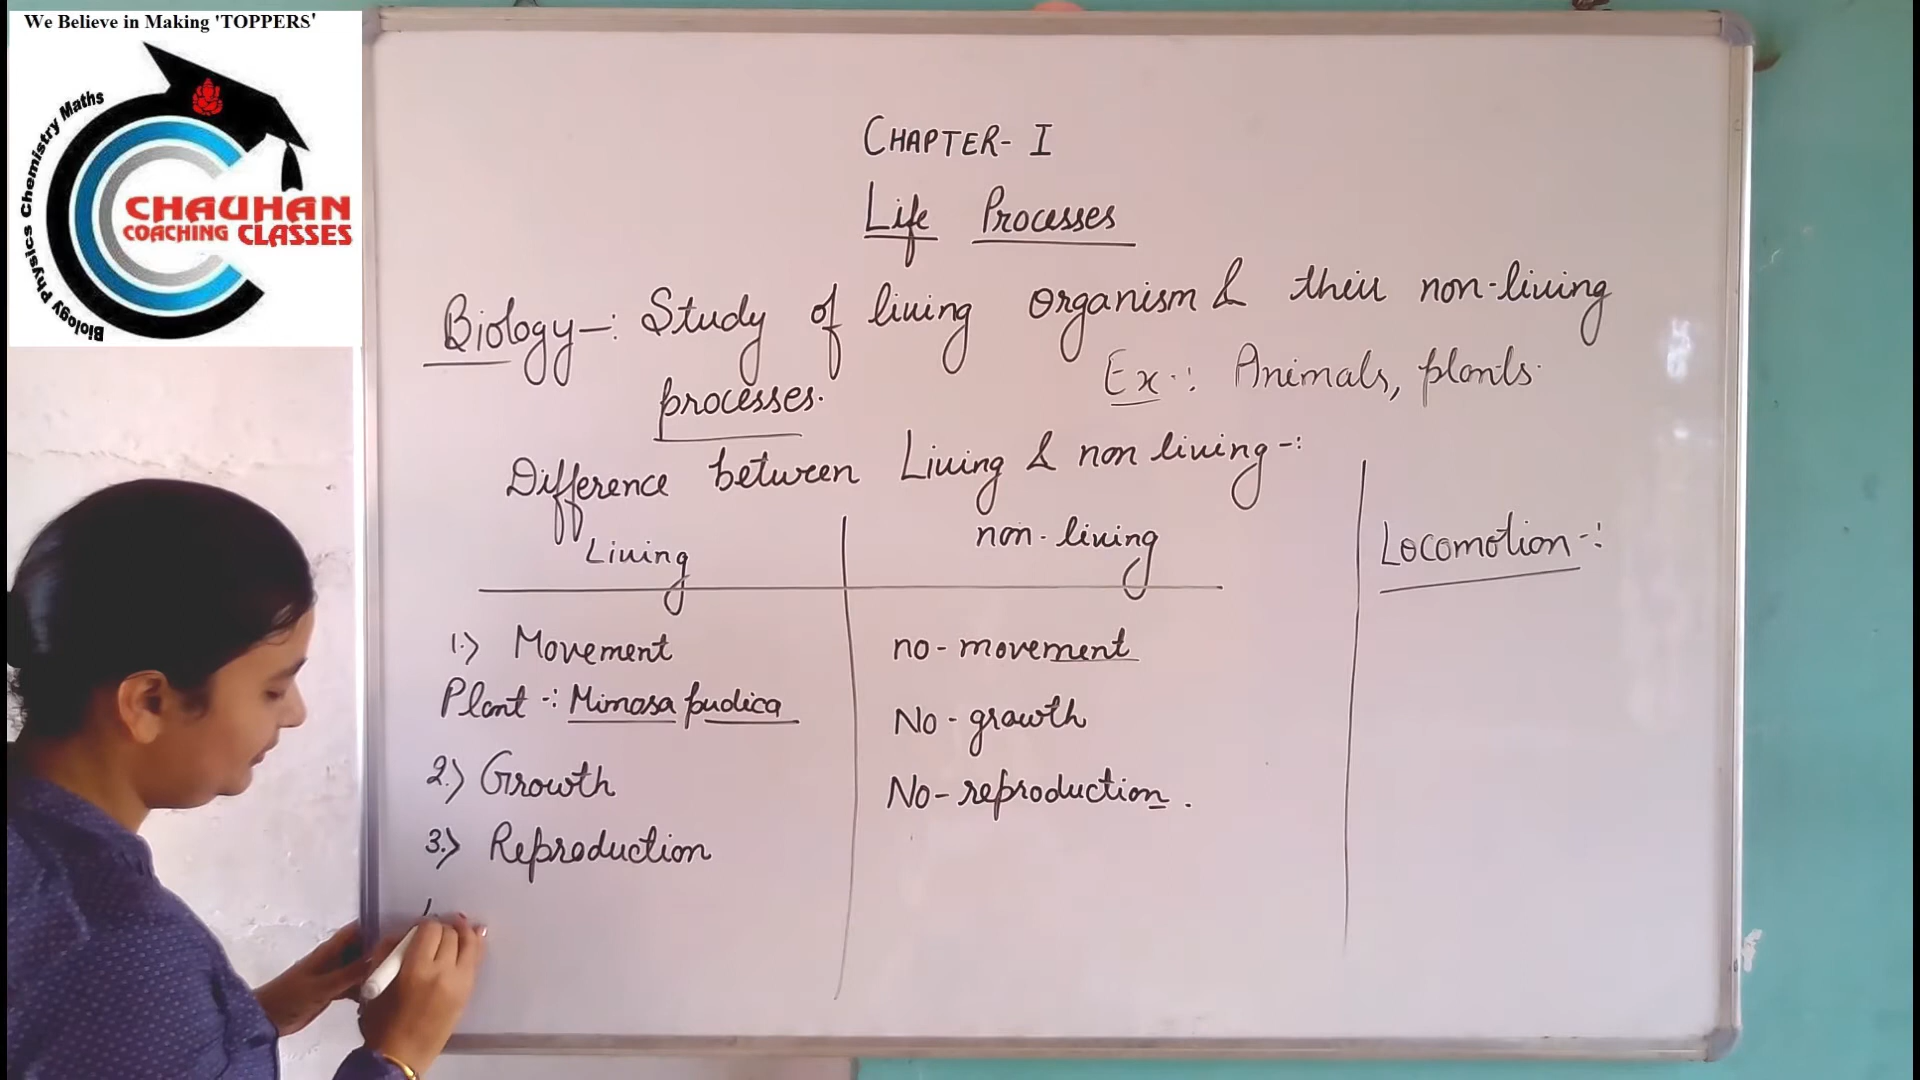 We Believe in Making 'TOPPERS'
Biology Physics Chemistry Maths
CHAUHAN
COACHING CLASSES
CHAPTER- I
Life Processes
Biology-: Study of living organism & their non-living
processes.
Ex-: Animals, plants.
Difference between Living & non living-:
Living
non-living
Locomotion-:
1.) Movement
no-movement
Plant-: Mimosa pudica
No-growth
2.) Growth
No-reproduction.
3.) Reproduction